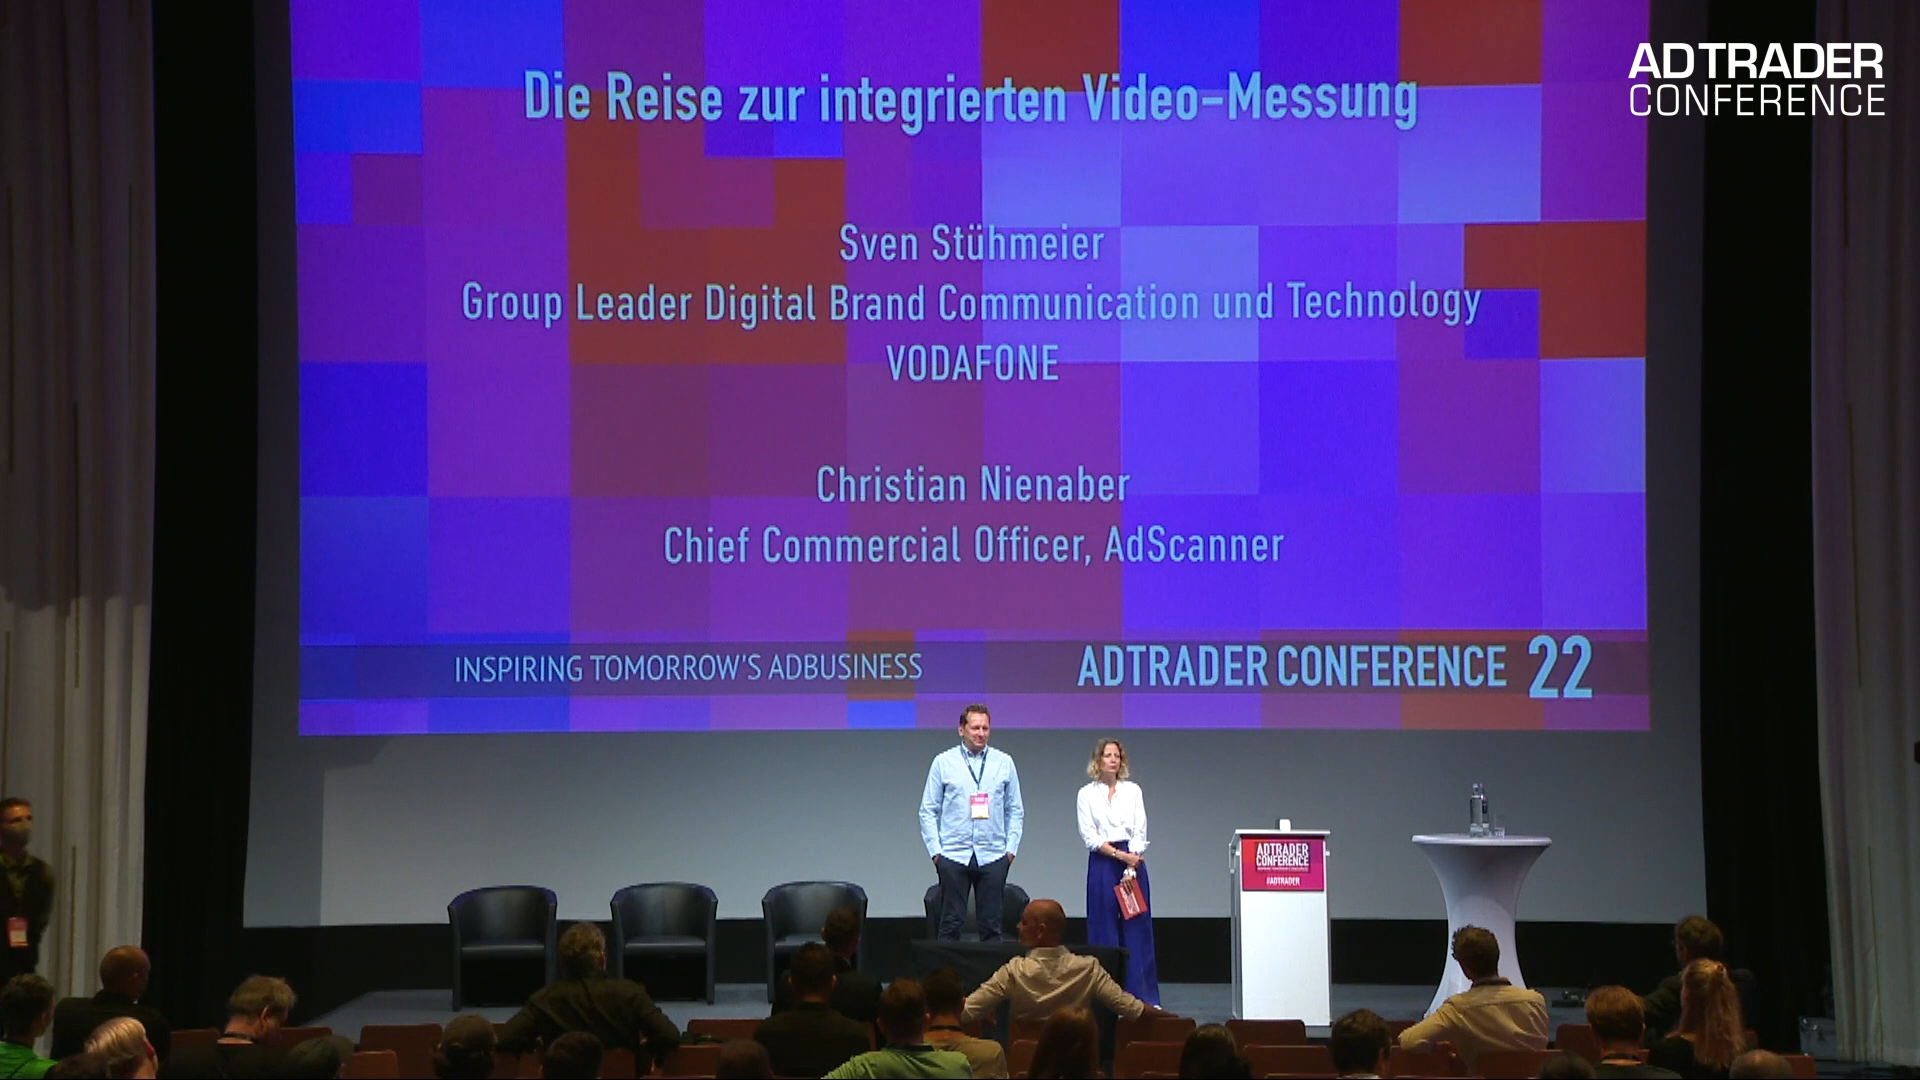 ADTRADER
CONFERENCE
Die Reise zur integrierten Video-Messung
Sven Stühmeier
Group Leader Digital Brand Communication und Technology
VODAFONE
Christian Nienaber
Chief Commercial Officer, AdScanner
INSPIRING TOMORROW'S ADBUSINESS
ADTRADER CONFERENCE 22
ADTRADER
CONFERENCE
#ADTRADER